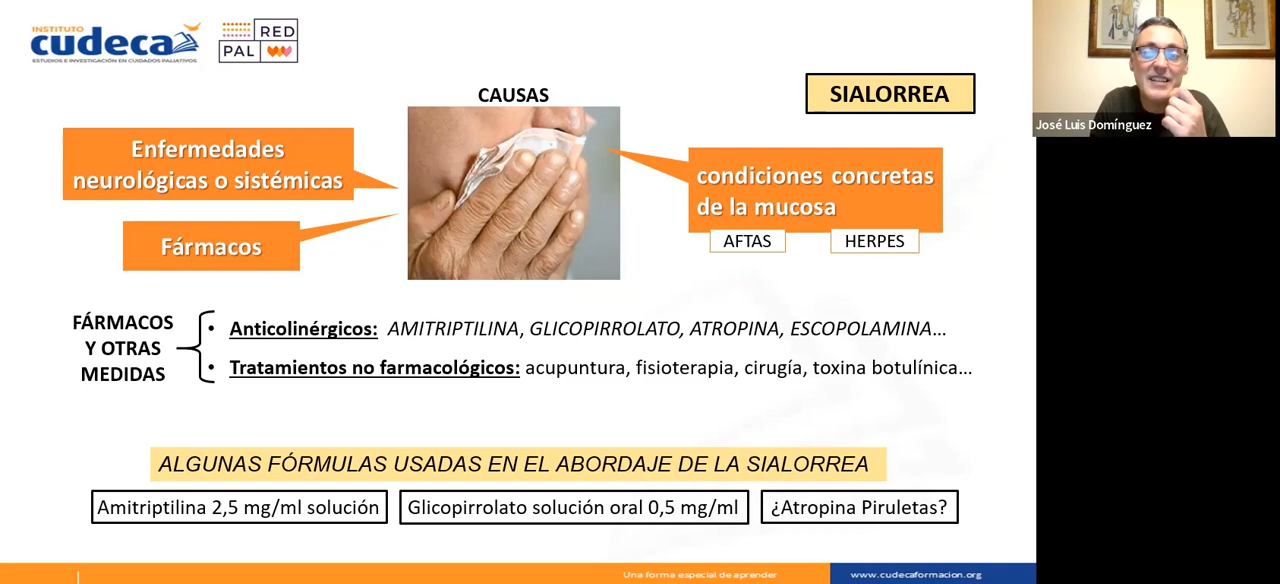 INSTITUTO
cudeca
ESTUDIOS E INVESTIGACIÓN EN CUIDADOS PALIATIVOS
RED
PAL
CAUSAS
SIALORREA
José Luis Domínguez
Enfermedades
neurológicas o sistémicas
Fármacos
condiciones concretas
de la mucosa
AFTAS
HERPES
FÁRMACOS
Y OTRAS
MEDIDAS
• Anticolinérgicos: AMITRIPTILINA, GLICOPIRROLATO, ATROPINA, ESCOPOLAMINA...
• Tratamientos no farmacológicos: acupuntura, fisioterapia, cirugía, toxina botulínica...
ALGUNAS FÓRMULAS USADAS EN EL ABORDAJE DE LA SIALORREA
Amitriptilina 2,5 mg/ml solución
Glicopirrolato solución oral 0,5 mg/ml
¿Atropina Piruletas?
Una forma especial de aprender
www.cudecaformacion.org